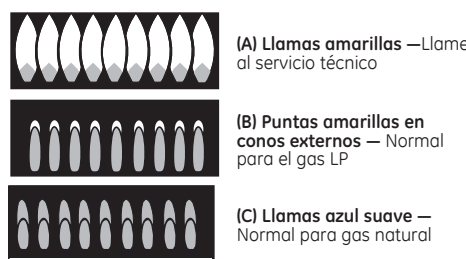 (A) Llamas amarillas —Llame
al servicio técnico
(B) Puntas amarillas en
conos externos — Normal
para el gas LP
(C) Llamas azul suave —
Normal para gas natural